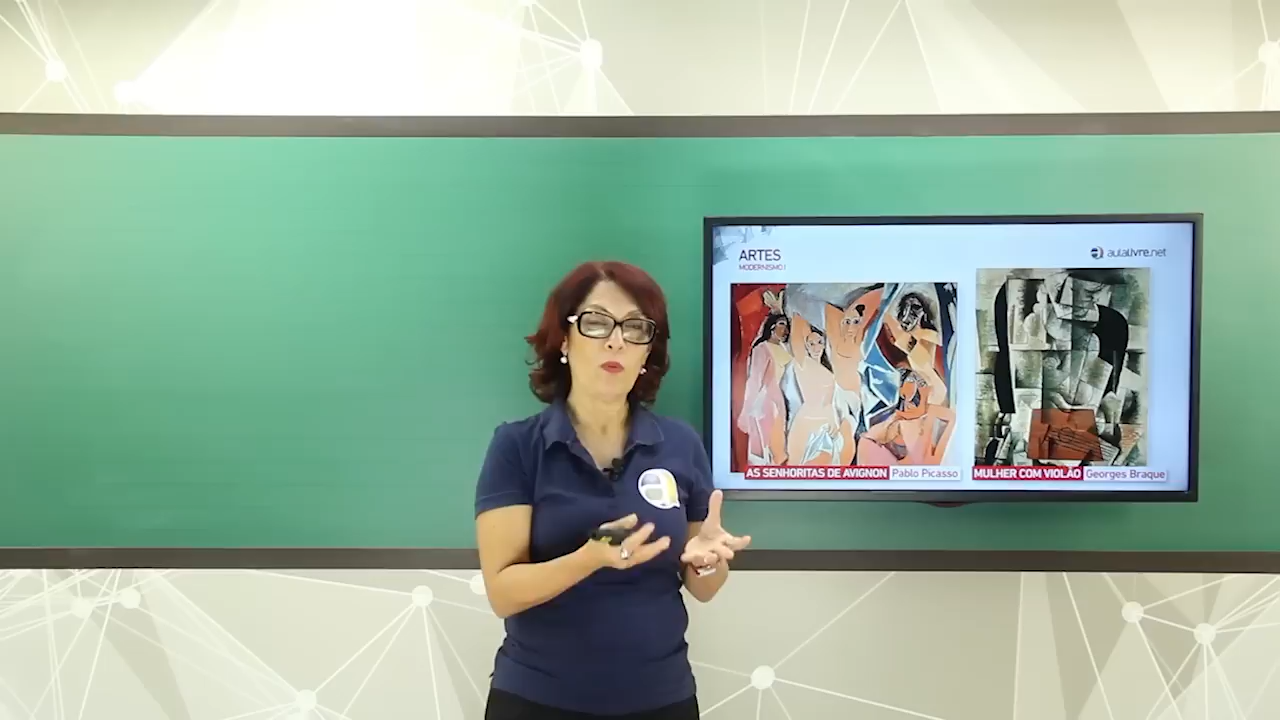 ARTES
MODERNISMO I
aulalivre.net
AS SENHORITAS DE AVIGNON Pablo Picasso
MULHER COM VIOLÃO Georges Braque